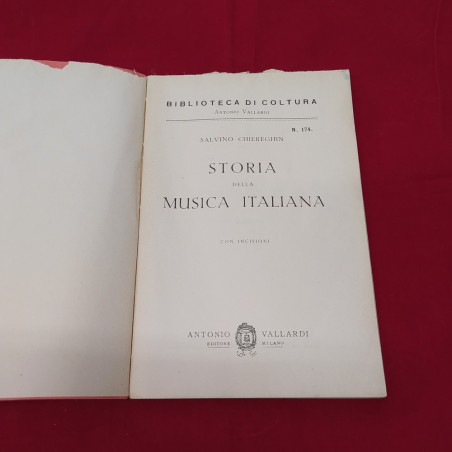 BIBLIOTECA DI COLTURA
ANTONIO VALLARDI
N. 174.
SALVINO CHIEREGHIN
STORIA
DELLA
MUSICA ITALIANA
CON INCISIONI
ANTONIO VALLARDI
EDITORE MILANO